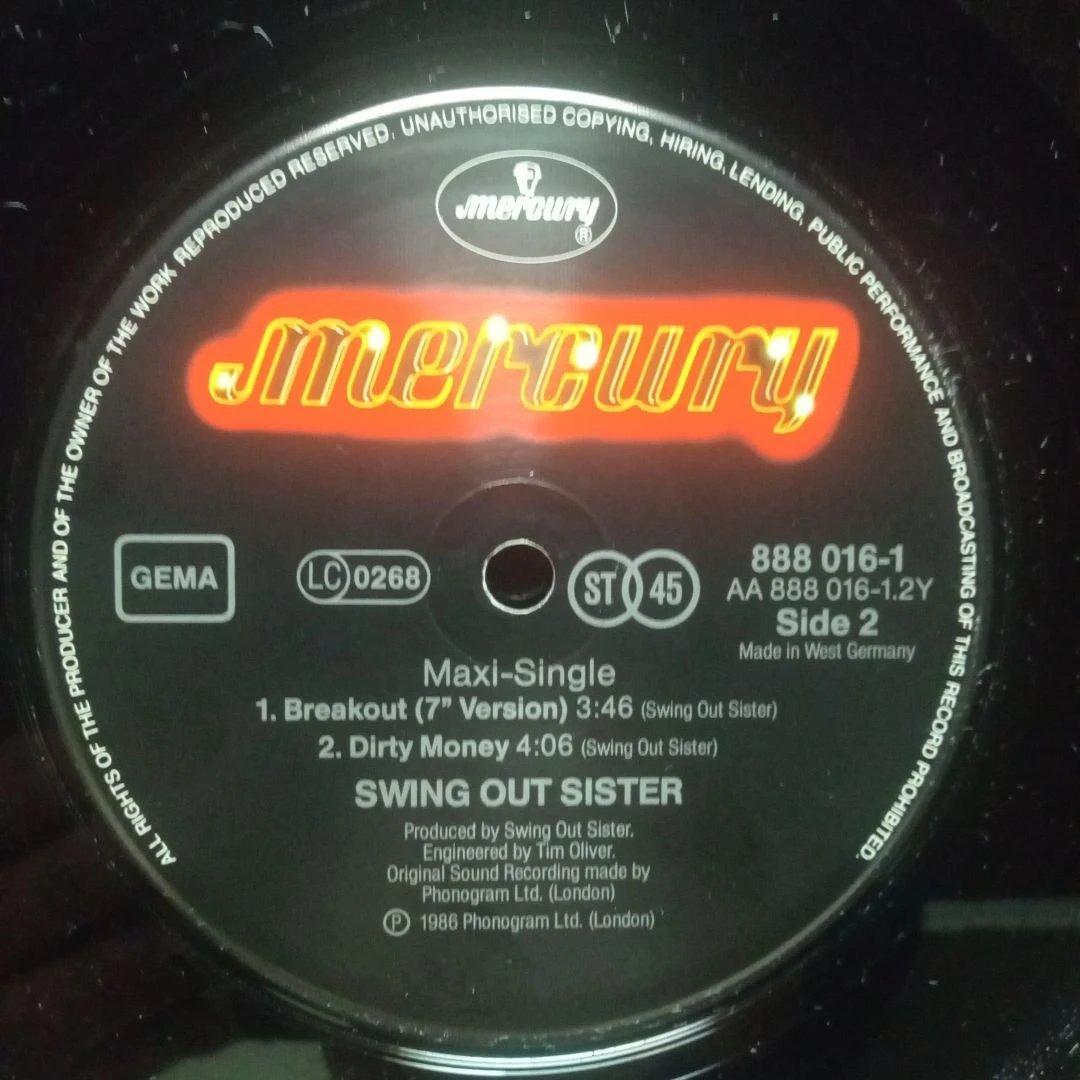 ALL RIGHTS OF THE PRODUCER AND OF THE OWNER OF THE WORK REPRODUCED RESERVED. UNAUTHORISED COPYING, HIRING, LENDING, PUBLIC PERFORMANCE AND BROADCASTING OF THIS RECORD PROHIBITED.
mercury
®
mercury
GEMA
LC 0268
ST 45
888 016-1
AA 888 016-1.2Y
Side 2
Made in West Germany
Maxi-Single
1. Breakout (7" Version) 3:46 (Swing Out Sister)
2. Dirty Money 4:06 (Swing Out Sister)
SWING OUT SISTER
Produced by Swing Out Sister.
Engineered by Tim Oliver.
Original Sound Recording made by
Phonogram Ltd. (London)
℗ 1986 Phonogram Ltd. (London)